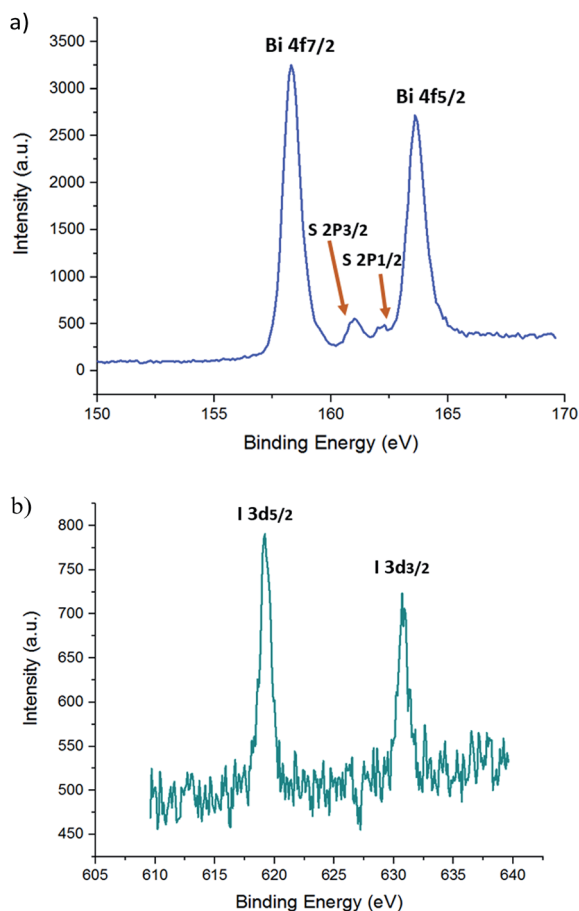 a)
Bi 4f7/2
Bi 4f5/2
S 2P3/2
S 2P1/2
3500
3000
2500
2000
1500
1000
500
0
Intensity (a.u.)
150 155 160 165 170
Binding Energy (eV)
b)
I 3d5/2
I 3d3/2
800
750
700
650
600
550
500
450
Intensity (a.u.)
605 610 615 620 625 630 635 640
Binding Energy (eV)